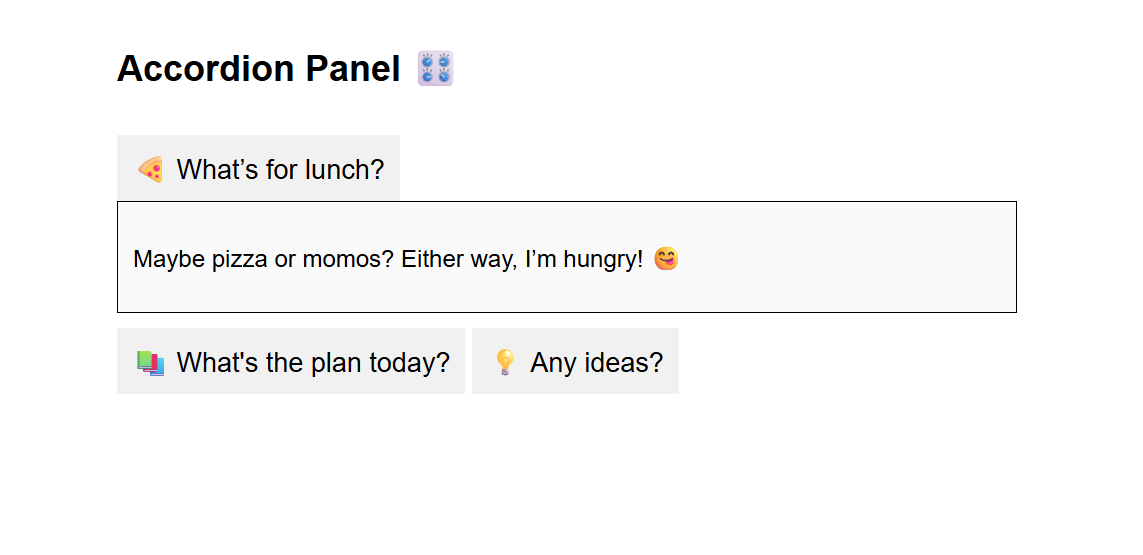 Accordion Panel 🎛️
🍕 What’s for lunch?
Maybe pizza or momos? Either way, I’m hungry! 😋
📚 What's the plan today? 💡 Any ideas?